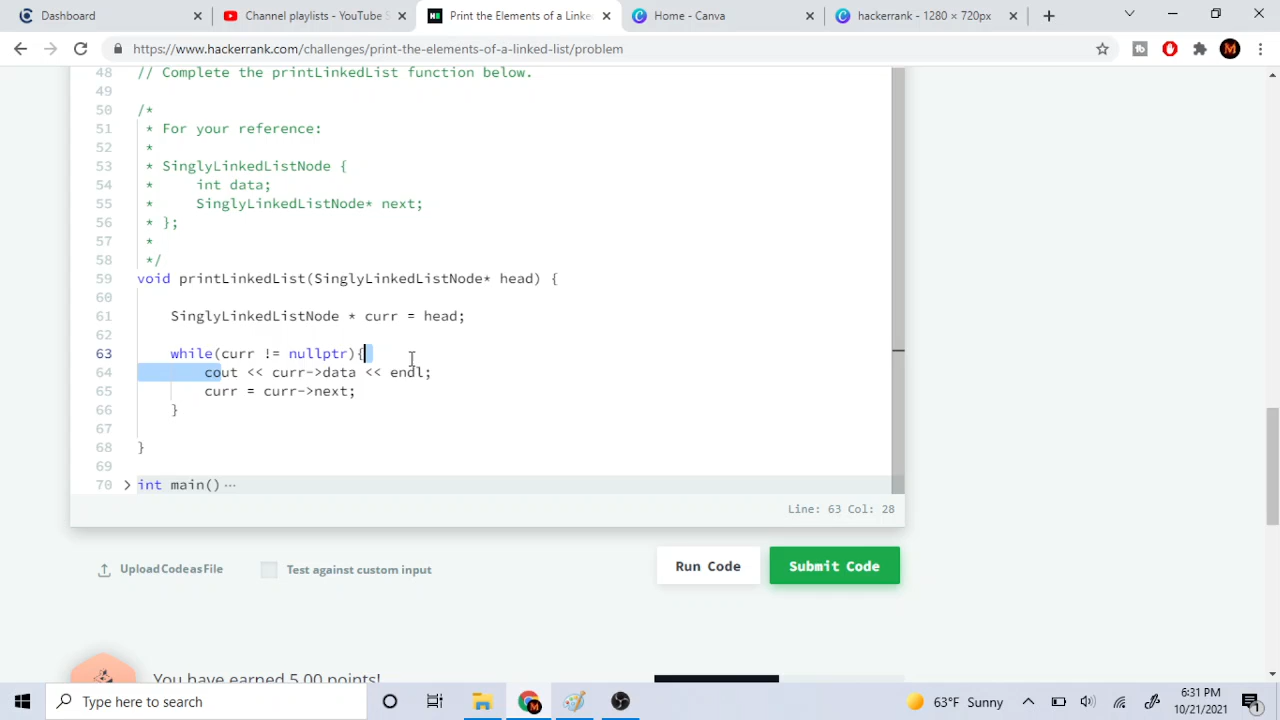 Dashboard
Channel playlists - YouTube S
Print the Elements of a Linke
Home - Canva
hackerrank - 1280 × 720px
https://www.hackerrank.com/challenges/print-the-elements-of-a-linked-list/problem
48 // Complete the printLinkedList function below.
49
50 /*
51 * For your reference:
52 *
53 * SinglyLinkedListNode {
54 *     int data;
55 *     SinglyLinkedListNode* next;
56 * };
57 *
58 */
59 void printLinkedList(SinglyLinkedListNode* head) {
60
61     SinglyLinkedListNode * curr = head;
62
63     while(curr != nullptr){
64         cout << curr->data << endl;
65         curr = curr->next;
66     }
67
68 }
69
70 > int main() ···
Line: 63 Col: 28
Upload Code as File
Test against custom input
Run Code
Submit Code
You have earned 5.00 points!
Type here to search
63°F Sunny
6:31 PM
10/21/2021